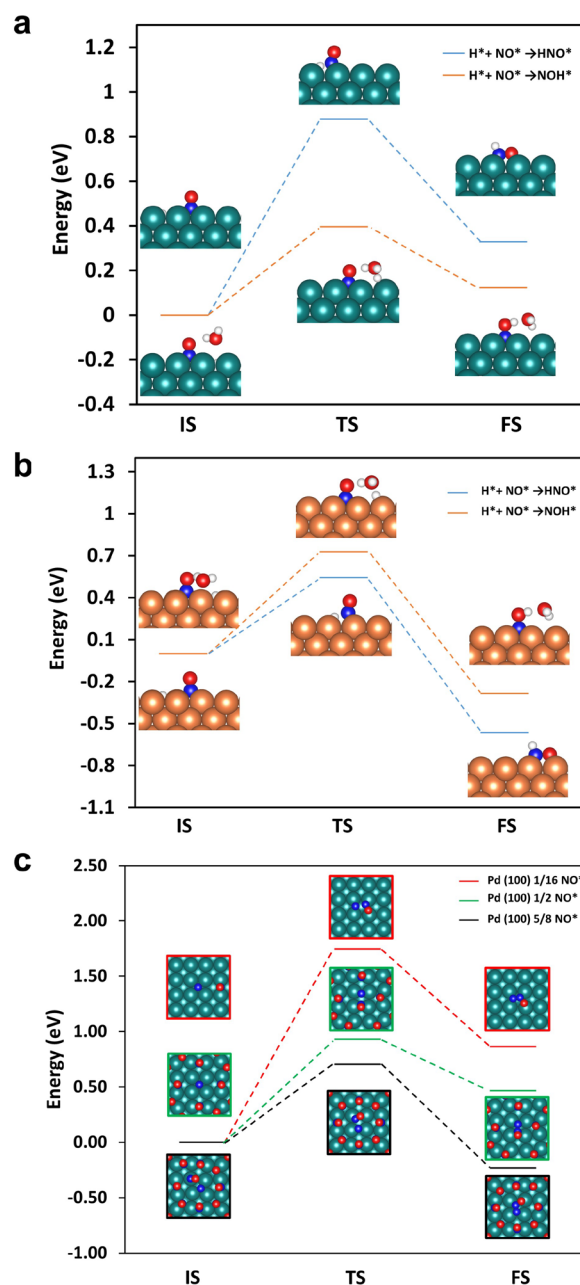 a
1.2
1
0.8
0.6
0.4
0.2
0
-0.2
-0.4
Energy (eV)
H*+ NO* →HNO*
H*+ NO* →NOH*
IS TS FS
b
1.3
1
0.7
0.4
0.1
-0.2
-0.5
-0.8
-1.1
Energy (eV)
H*+ NO* →HNO*
H*+ NO* →NOH*
IS TS FS
c
2.50
2.00
1.50
1.00
0.50
0.00
-0.50
-1.00
Energy (eV)
Pd (100) 1/16 NO*
Pd (100) 1/2 NO*
Pd (100) 5/8 NO*
IS TS FS